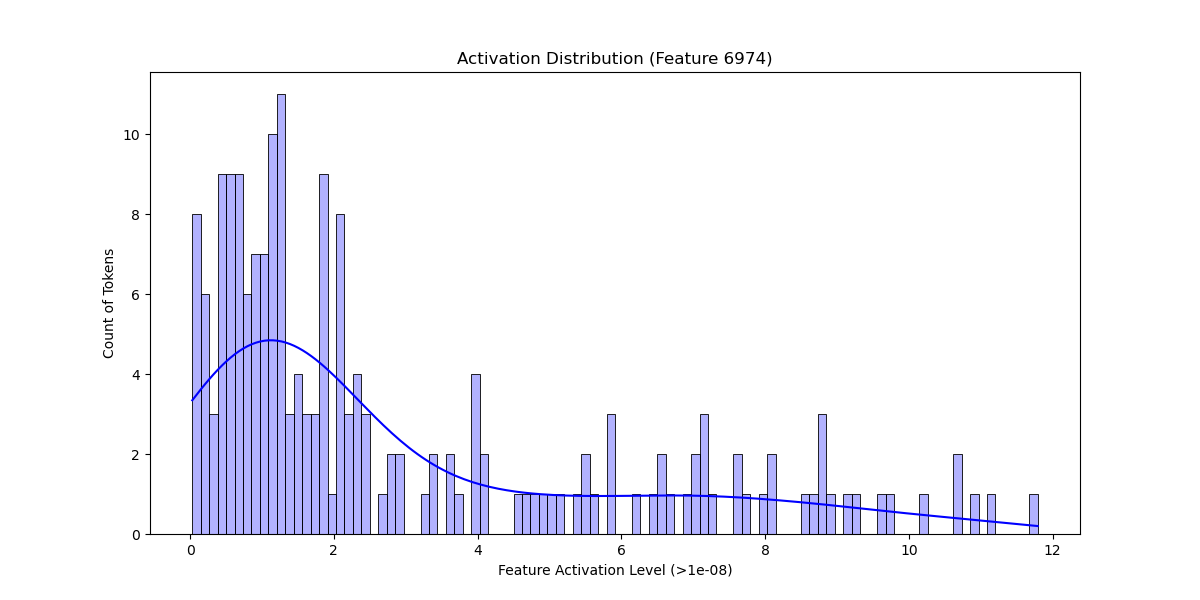 Activation Distribution (Feature 6974)
Count of Tokens
10
8
6
4
2
0
0 2 4 6 8 10 12
Feature Activation Level (>1e-08)